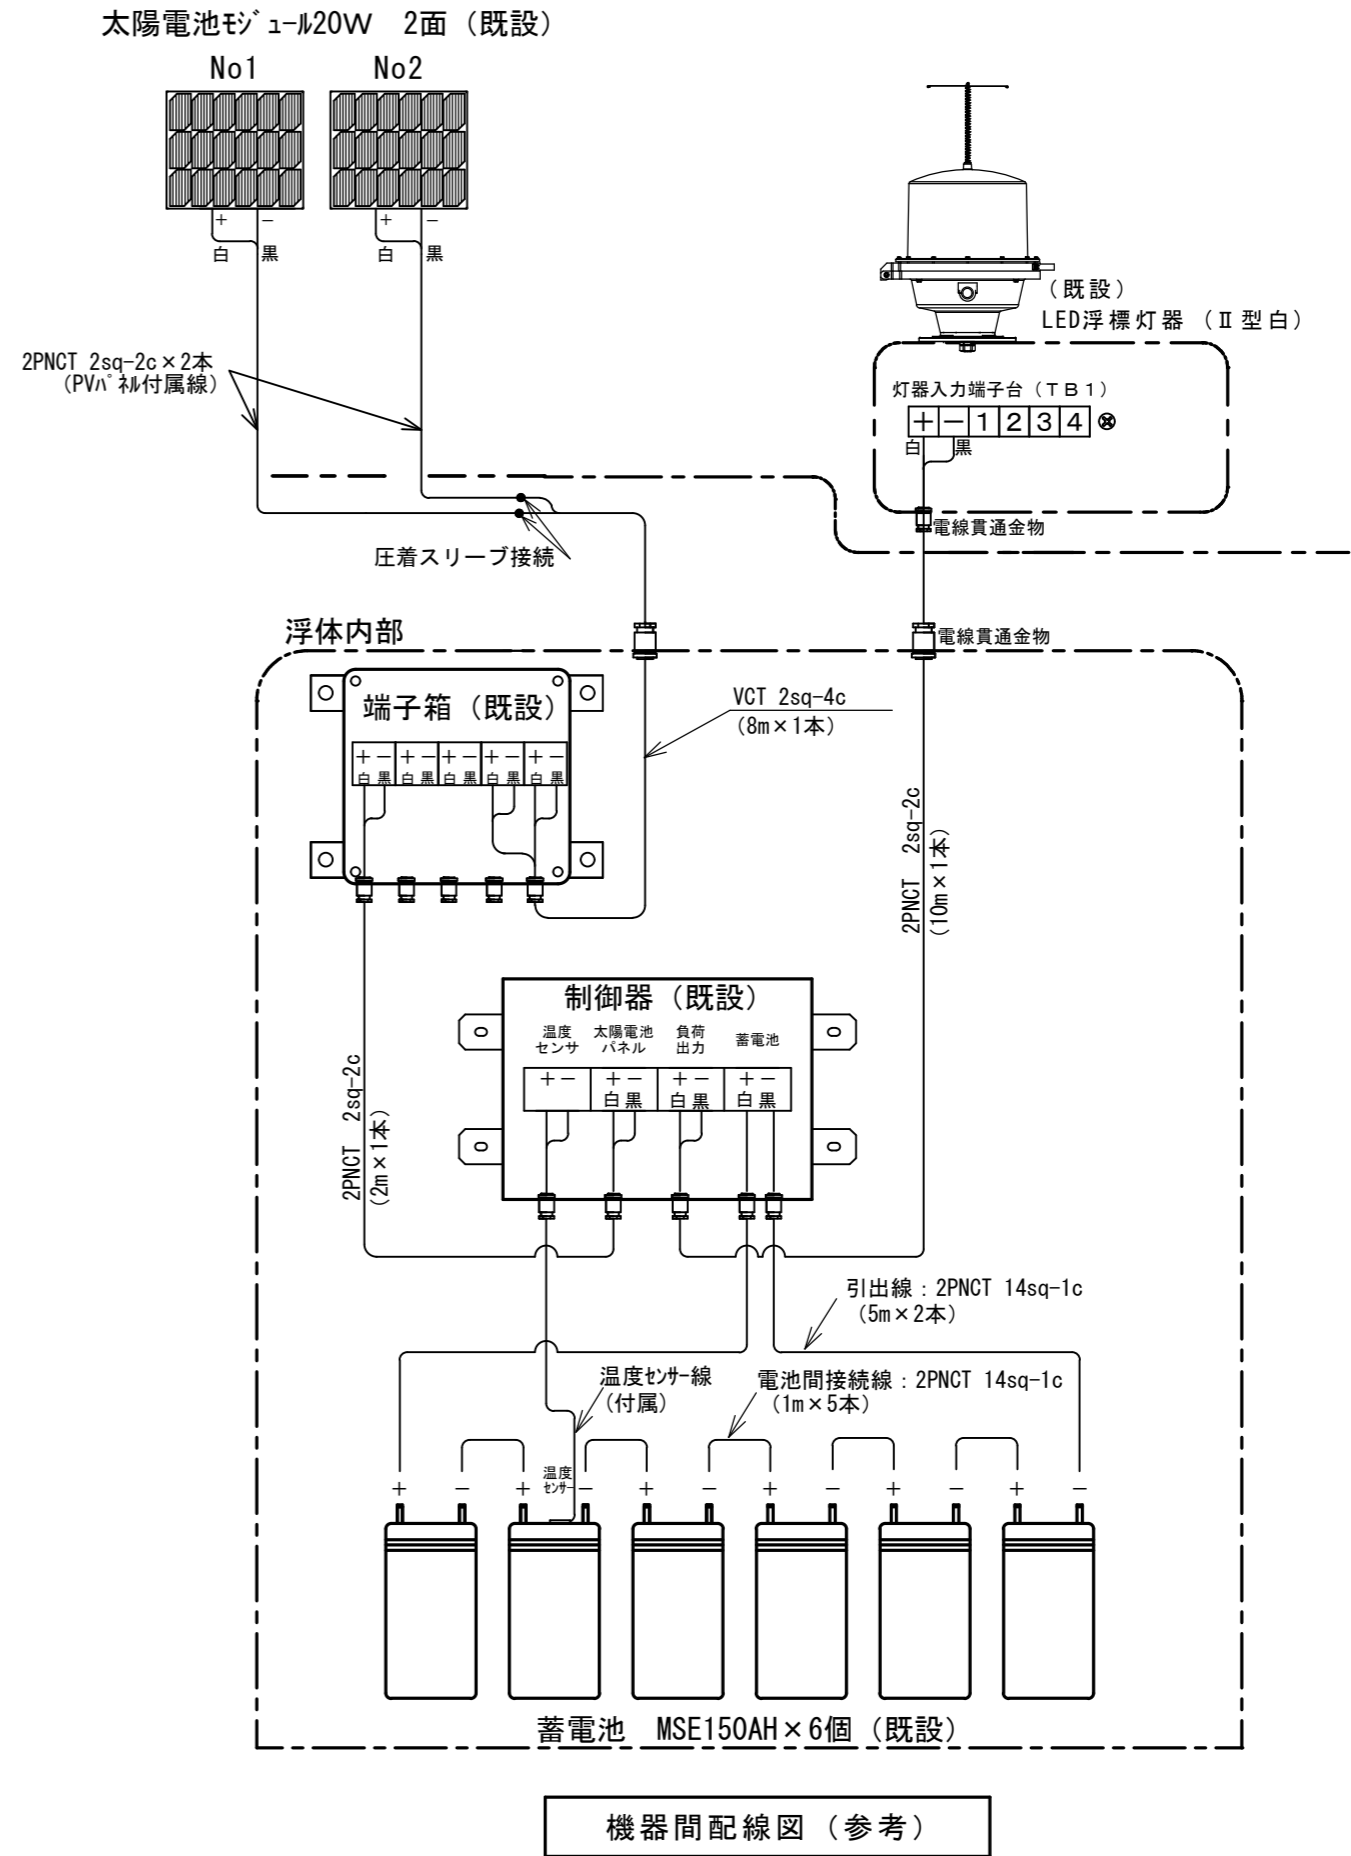 太陽電池ﾓｼﾞｭｰﾙ20W 2面（既設）
No1 No2
+ − + −
白 黒 白 黒
（既設）
LED浮標灯器（Ⅱ型白）
2PNCT 2sq-2c×2本
(PVﾊﾟﾈﾙ付属線)
灯器入力端子台（TB1）
+ − 1 2 3 4
白 黒
電線貫通金物
圧着スリーブ接続
浮体内部
電線貫通金物
端子箱（既設）
+ − + − + − + − + −
白 黒 白 黒 白 黒 白 黒 白 黒
VCT 2sq-4c
(8m×1本)
2PNCT 2sq-2c
(10m×1本)
制御器（既設）
温度
センサ
太陽電池
パネル
負荷
出力
蓄電池
+ − + − + − + −
白 黒 白 黒 白 黒
2PNCT 2sq-2c
(2m×1本)
引出線：2PNCT 14sq-1c
(5m×2本)
温度ｾﾝｻｰ線
(付属)
電池間接続線：2PNCT 14sq-1c
(1m×5本)
温度
ｾﾝｻｰ
+ − + − + − + − + − + −
蓄電池 MSE150AH×6個（既設）
機器間配線図（参考）